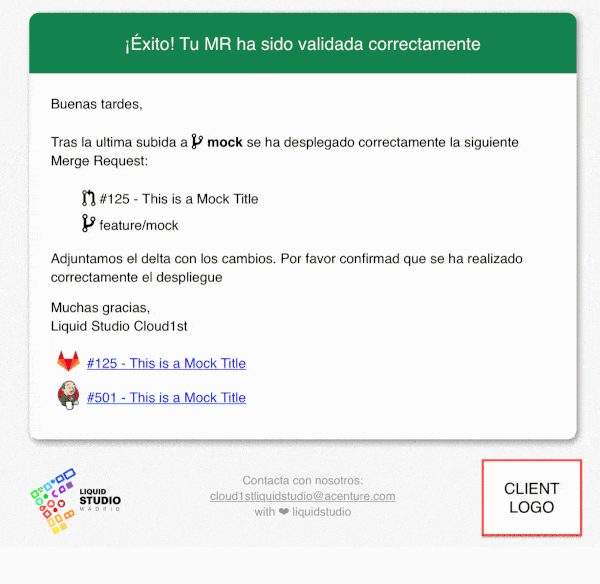 ¡Éxito! Tu MR ha sido validada correctamente
Buenas tardes,
Tras la ultima subida a mock se ha desplegado correctamente la siguiente
Merge Request:
#125 - This is a Mock Title
feature/mock
Adjuntamos el delta con los cambios. Por favor confirmad que se ha realizado
correctamente el despliegue
Muchas gracias,
Liquid Studio Cloud1st
#125 - This is a Mock Title
#501 - This is a Mock Title
LIQUID
STUDIO
MADRID
Contacta con nosotros:
cloud1stliquidstudio@acenture.com
with ❤ liquidstudio
CLIENT
LOGO